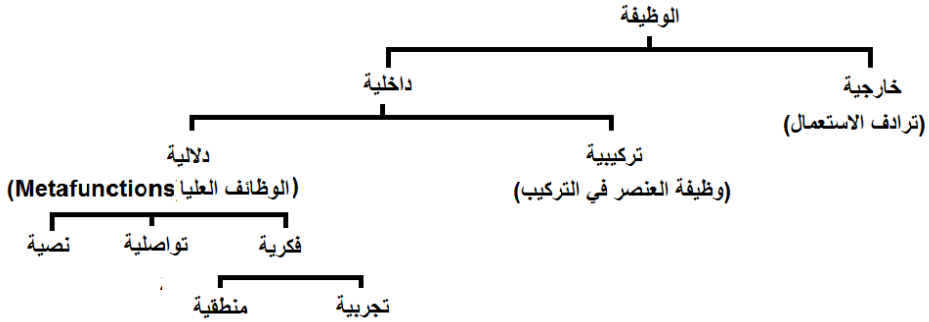 الوظيفة
خارجية
(ترادف الاستعمال)
داخلية
تركيبية
(وظيفة العنصر في التركيب)
دلالية
(الوظائف العليا Metafunctions)
فكرية
تواصلية
نصية
تجريبية
منطقية